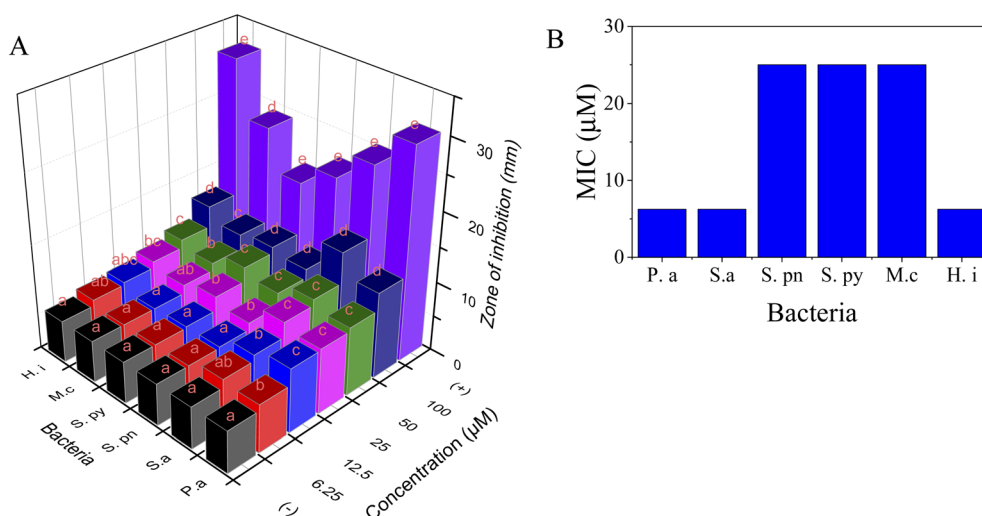 A
e
d
e
e
e
e
d
c
d
d
d
d
c
b
c
c
c
c
bc
ab
a
b
c
c
abc
a
a
a
b
c
ab
a
a
a
ab
b
a
a
a
a
a
a
30
20
10
0
Zone of inhibition (mm)
H. i
M.c
S. py
S. pn
S.a
P.a
Bacteria
(+)
100
50
25
12.5
6.25
(-)
Concentration (µM)
B
30
20
10
0
MIC (µM)
P. a S.a S. pn S. py M.c H. i
Bacteria